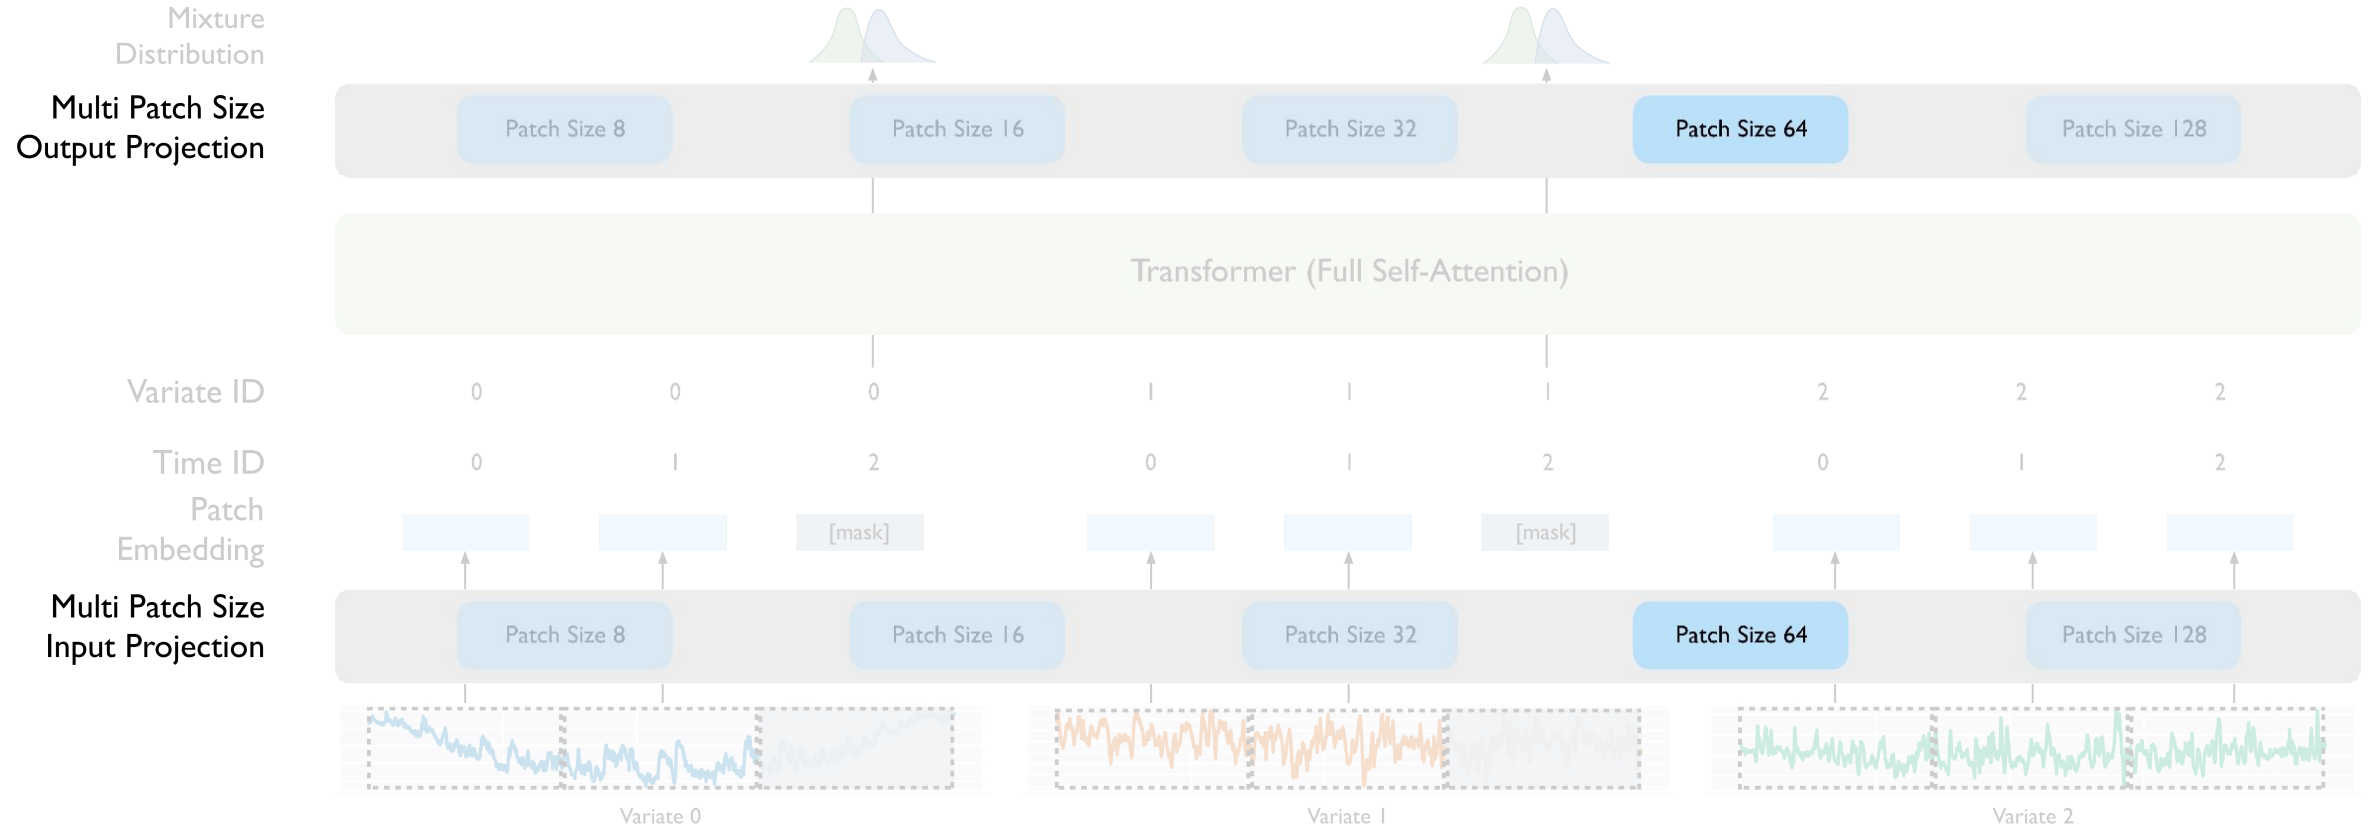 Mixture
Distribution
Multi Patch Size
Output Projection
Patch Size 8 Patch Size 16 Patch Size 32 Patch Size 64 Patch Size 128
Transformer (Full Self-Attention)
Variate ID 0 0 0 1 1 1 2 2 2
Time ID 0 1 2 0 1 2 0 1 2
Patch
Embedding
[mask] [mask]
Multi Patch Size
Input Projection
Patch Size 8 Patch Size 16 Patch Size 32 Patch Size 64 Patch Size 128
Variate 0 Variate 1 Variate 2